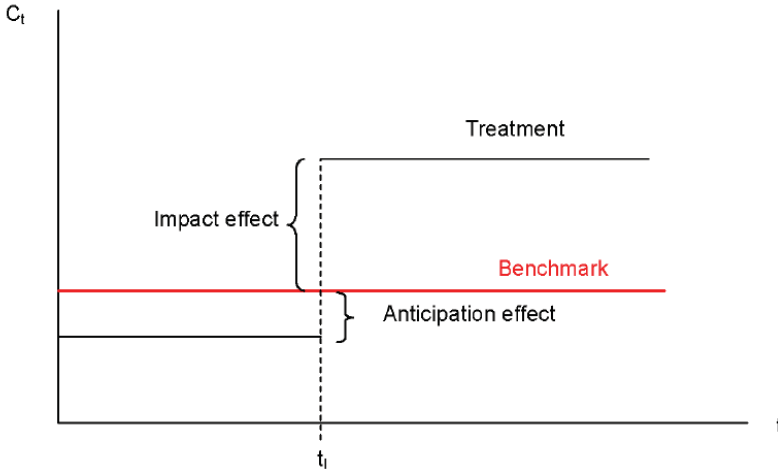 Cₜ
Treatment
Impact effect
Benchmark
Anticipation effect
t
tI